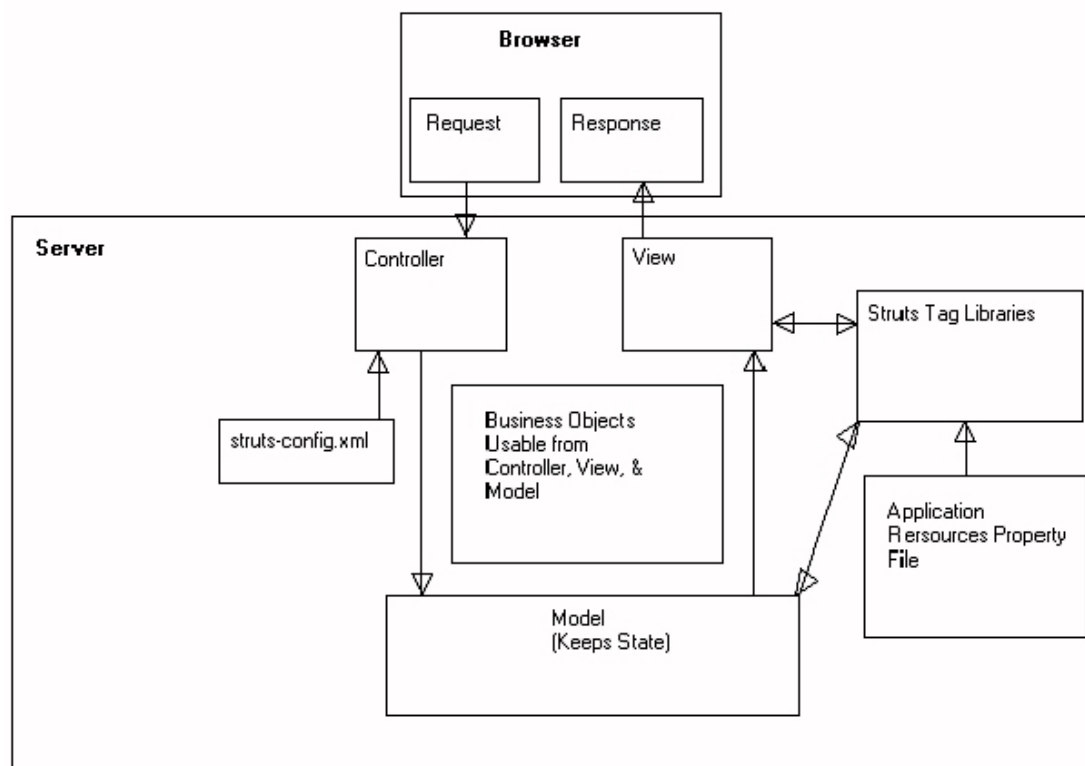 Browser
Request
Response
Server
Controller
View
Struts Tag Libraries
struts-config.xml
Business Objects
Usable from
Controller, View, &
Model
Application
Rersources Property
File
Model
(Keeps State)